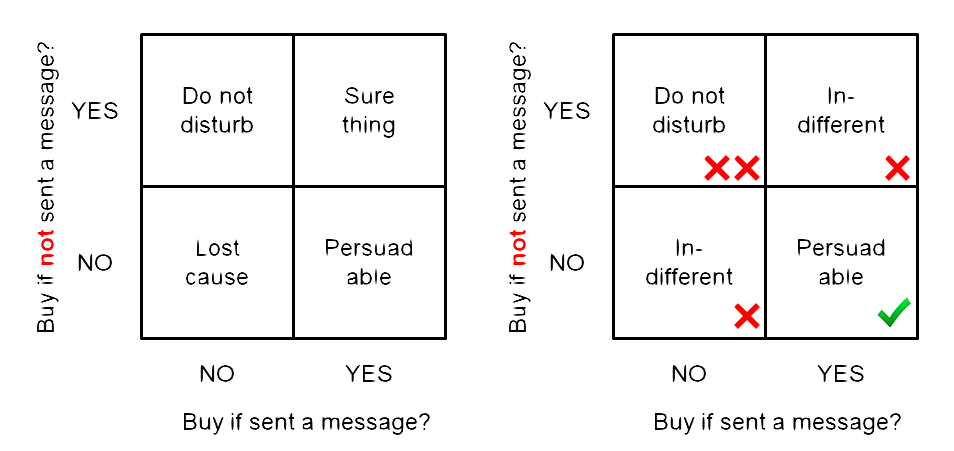 Buy if not sent a message?
YES
NO
Do not
disturb
Sure
thing
Lost
cause
Persuad
able
NO
YES
Buy if sent a message?
Buy if not sent a message?
YES
NO
Do not
disturb
In-
different
In-
different
Persuad
able
NO
YES
Buy if sent a message?